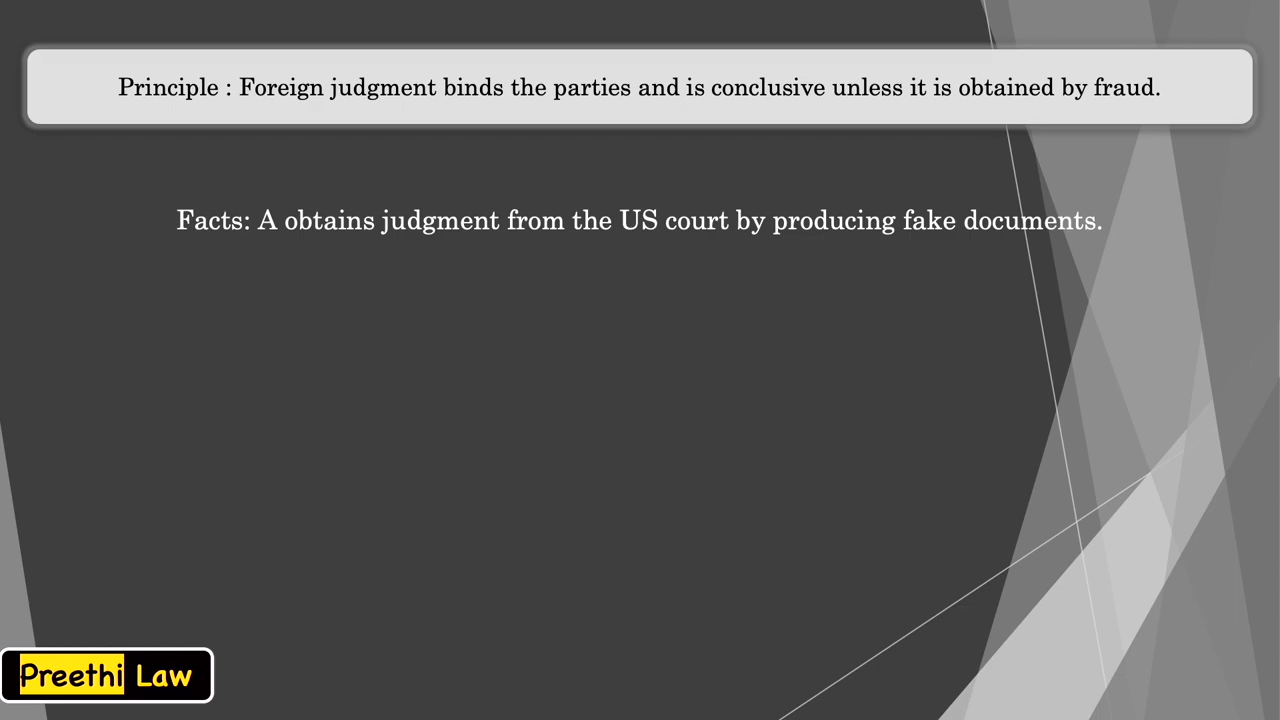 Principle : Foreign judgment binds the parties and is conclusive unless it is obtained by fraud.
Facts: A obtains judgment from the US court by producing fake documents.
Preethi Law